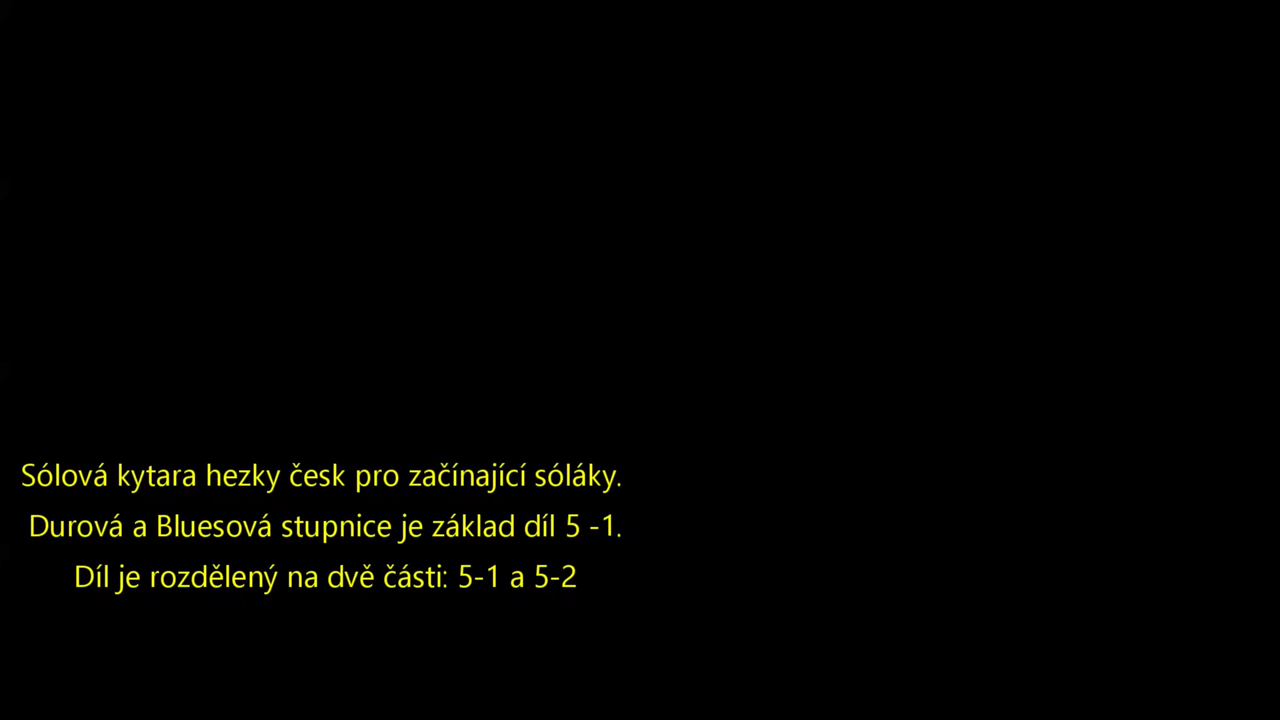 Sólová kytara hezky česk pro začínající sóláky.
Durová a Bluesová stupnice je základ díl 5 -1.
Díl je rozdělený na dvě části: 5-1 a 5-2